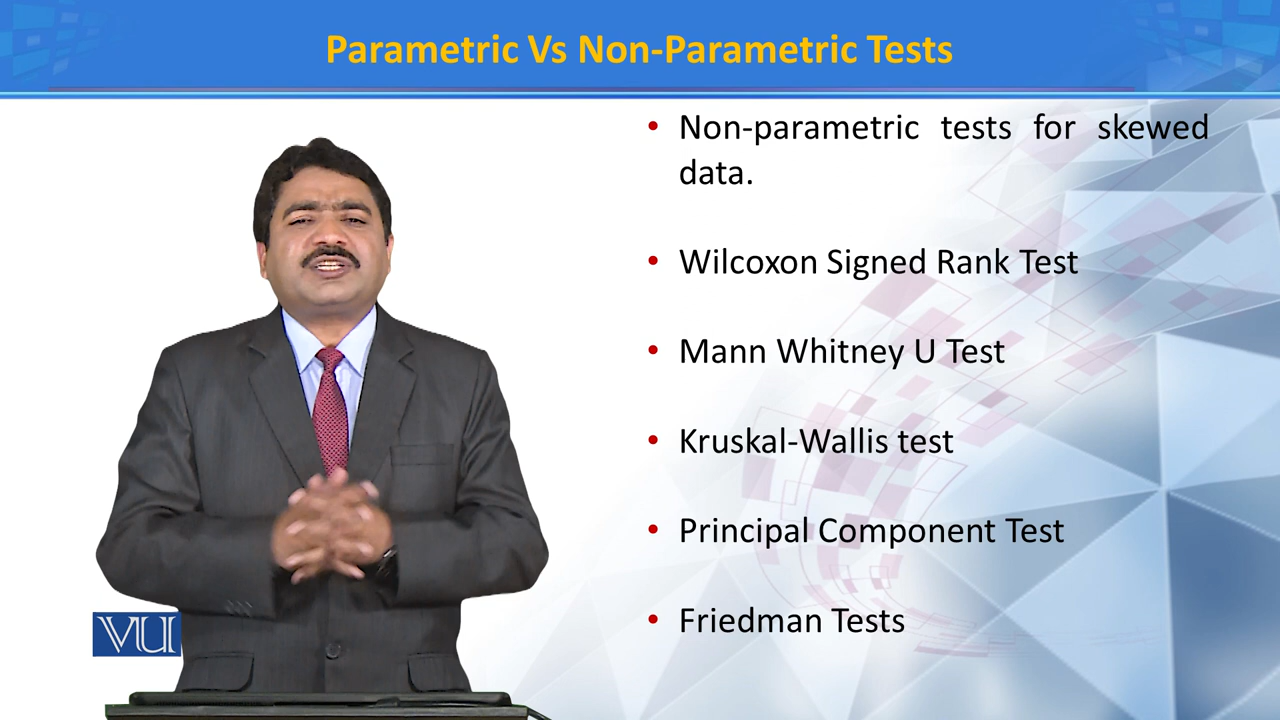 Parametric Vs Non-Parametric Tests
• Non-parametric tests for skewed
data.
• Wilcoxon Signed Rank Test
• Mann Whitney U Test
• Kruskal-Wallis test
• Principal Component Test
• Friedman Tests
VU